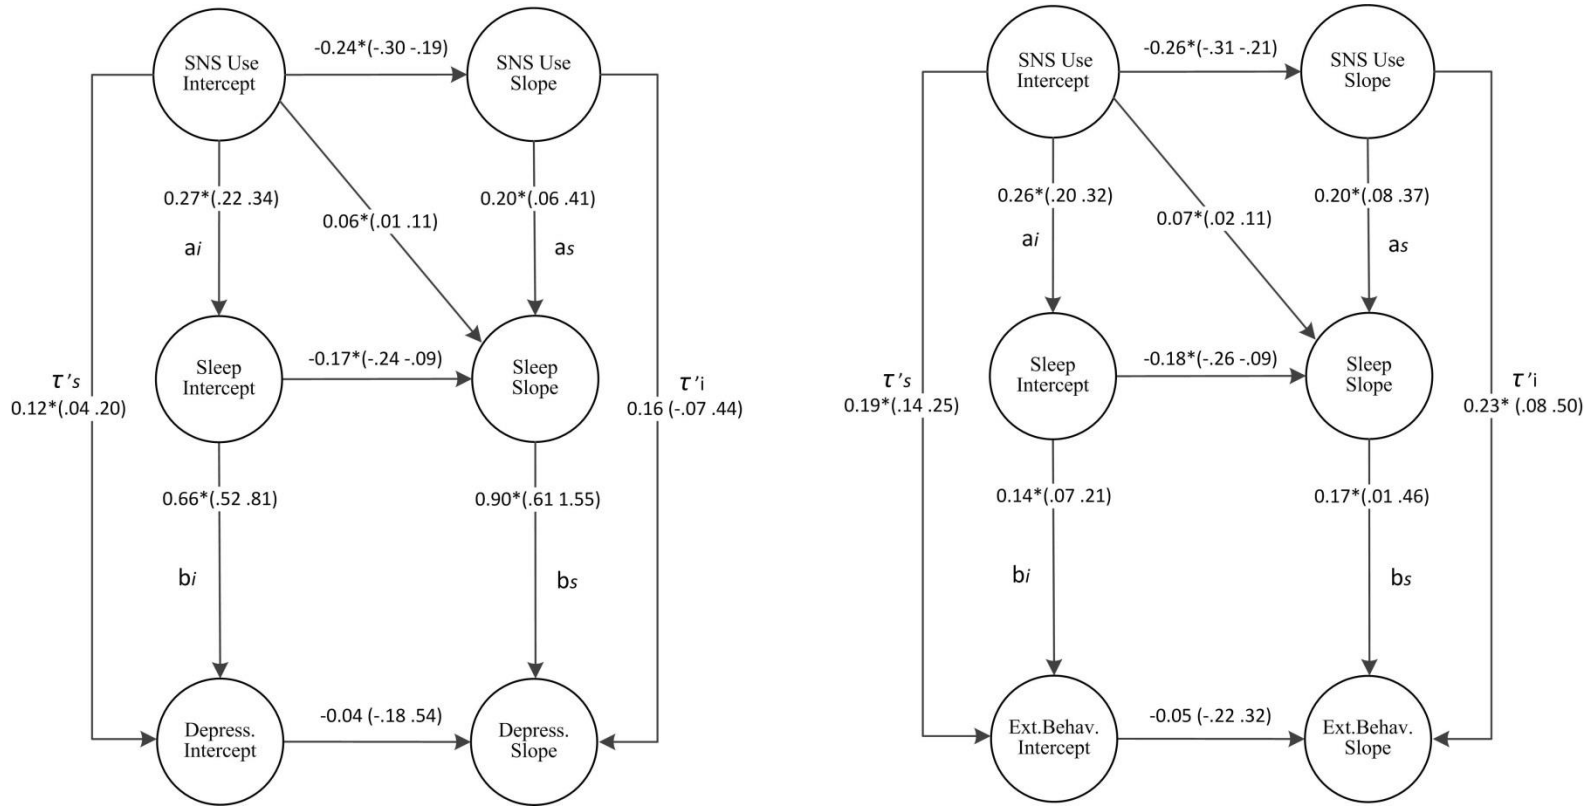 SNS Use
Intercept
-0.24*(-.30 -.19)
SNS Use
Slope
0.27*(.22 .34)
0.06*(.01 .11)
0.20*(.06 .41)
ai
as
Sleep
Intercept
-0.17*(-.24 -.09)
Sleep
Slope
τ's
0.12*(.04 .20)
τ'i
0.16 (-.07 .44)
0.66*(.52 .81)
0.90*(.61 1.55)
bi
bs
Depress.
Intercept
-0.04 (-.18 .54)
Depress.
Slope
SNS Use
Intercept
-0.26*(-.31 -.21)
SNS Use
Slope
0.26*(.20 .32)
0.07*(.02 .11)
0.20*(.08 .37)
ai
as
Sleep
Intercept
-0.18*(-.26 -.09)
Sleep
Slope
τ's
0.19*(.14 .25)
τ'i
0.23* (.08 .50)
0.14*(.07 .21)
0.17*(.01 .46)
bi
bs
Ext.Behav.
Intercept
-0.05 (-.22 .32)
Ext.Behav.
Slope